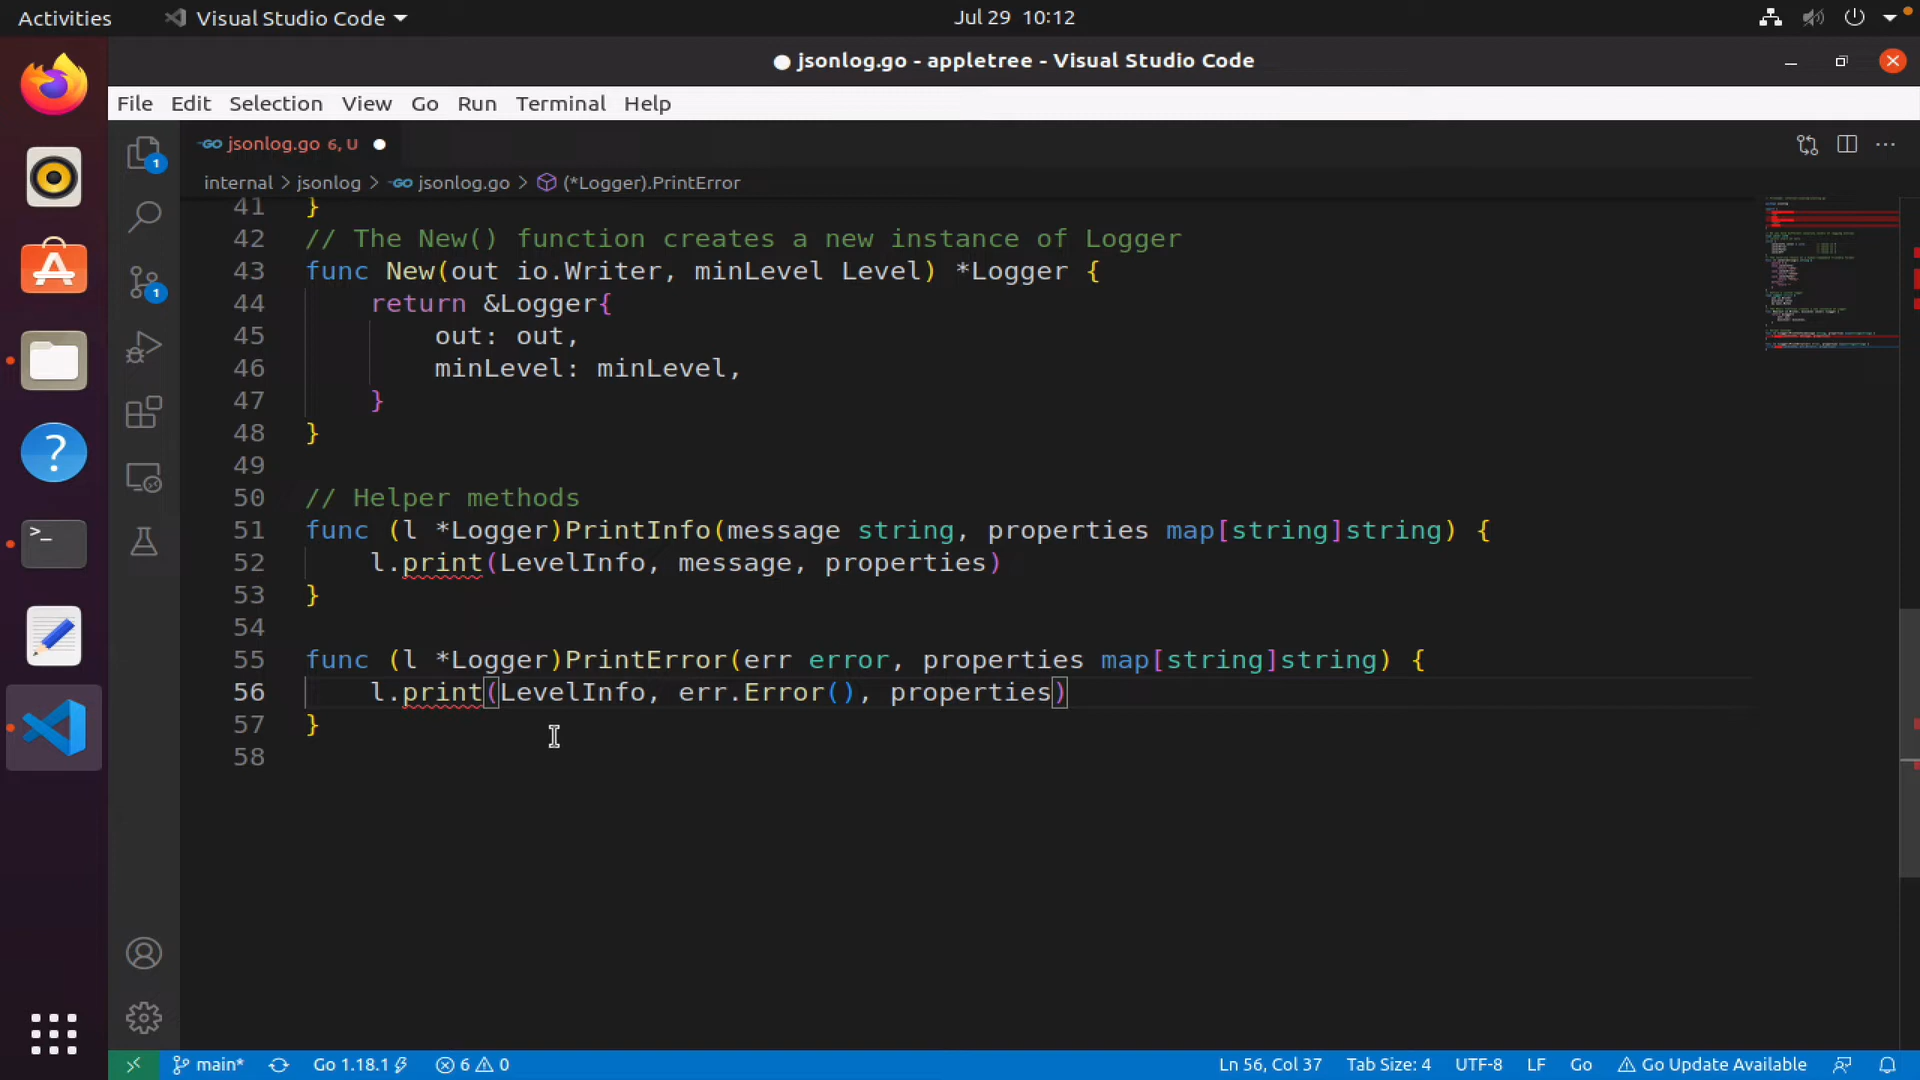 Activities
Visual Studio Code
Jul 29 10:12
jsonlog.go - appletree - Visual Studio Code
File Edit Selection View Go Run Terminal Help
jsonlog.go 6, U
internal > jsonlog > jsonlog.go > (*Logger).PrintError
41 }
42 // The New() function creates a new instance of Logger
43 func New(out io.Writer, minLevel Level) *Logger {
44 return &Logger{
45 out: out,
46 minLevel: minLevel,
47 }
48 }
49
50 // Helper methods
51 func (l *Logger)PrintInfo(message string, properties map[string]string) {
52 l.print(LevelInfo, message, properties)
53 }
54
55 func (l *Logger)PrintError(err error, properties map[string]string) {
56 l.print(LevelInfo, err.Error(), properties)
57 }
58
1
1
main* Go 1.18.1 6 0 Ln 56, Col 37 Tab Size: 4 UTF-8 LF Go Go Update Available